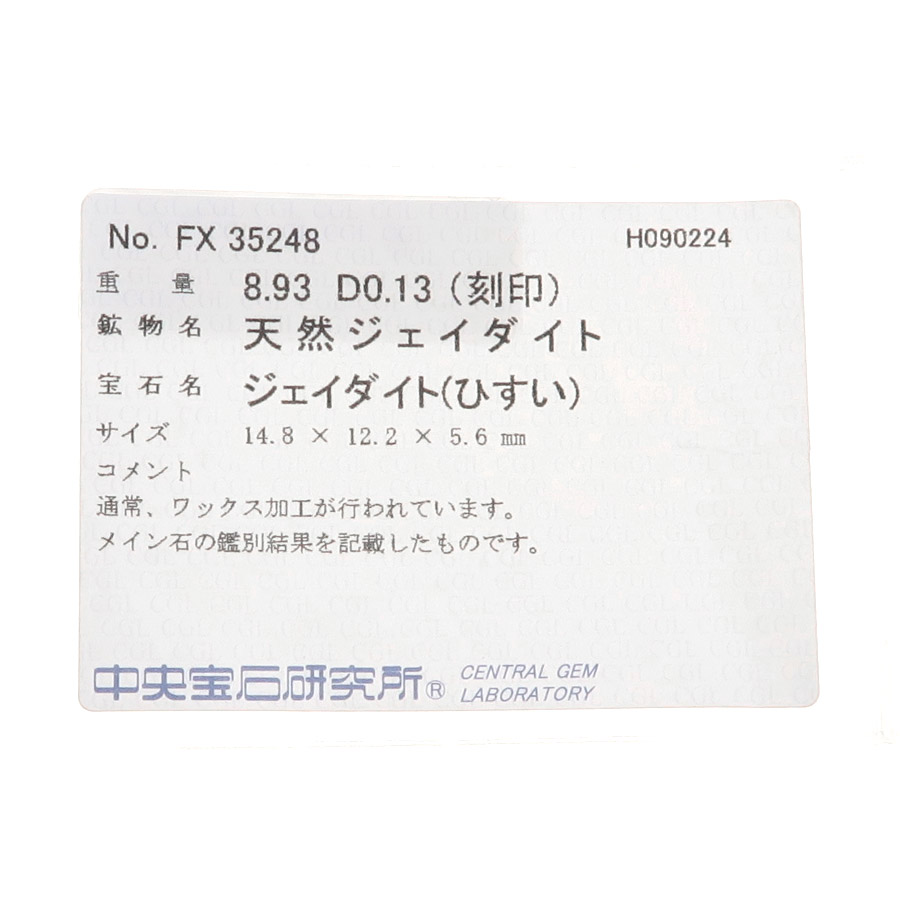 No. FX 35248 H090224
重量 8.93 D0.13 (刻印)
鉱物名 天然ジェイダイト
宝石名 ジェイダイト(ひすい)
サイズ 14.8 × 12.2 × 5.6 mm
コメント
通常、ワックス加工が行われています。
メイン石の鑑別結果を記載したものです。
中央宝石研究所® CENTRAL GEM
LABORATORY